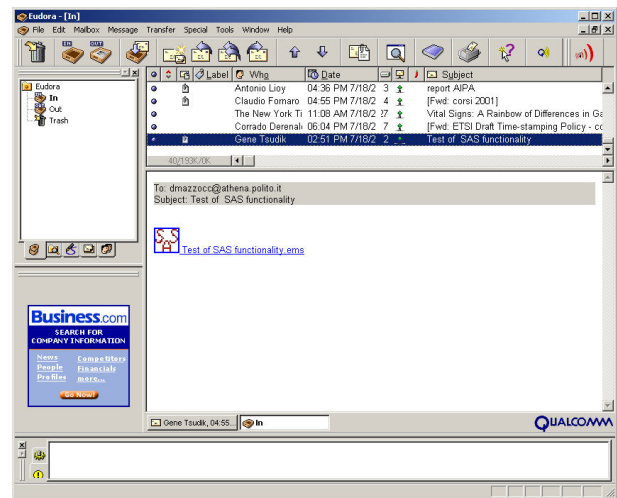 Eudora - [In]
File Edit Mailbox Message Transfer Special Tools Window Help
IN OUT
Label Who Date Subject
Antonio Lioy 04:36 PM 7/18/2 3 report AIPA
Claudio Fornaro 04:55 PM 7/18/2 4 [Fwd: corsi 2001]
The New York Ti 11:08 AM 7/18/2 27 Vital Signs: A Rainbow of Differences in Ga
Corrado Derenal 06:04 PM 7/18/2 7 [Fwd: ETSI Draft Time-stamping Policy - co
Gene Tsudik 02:51 PM 7/18/2 2 Test of SAS functionality
40/193K/0K
Eudora
In
Out
Trash
To: dmazzocc@athena.polito.it
Subject: Test of SAS functionality
SAS
Test of SAS functionality.ems
Business.com
SEARCH FOR
COMPANY INFORMATION
News Competitors
People Financials
Profiles more...
Go Now!
Gene Tsudik, 04:55... In
QUALCOMM